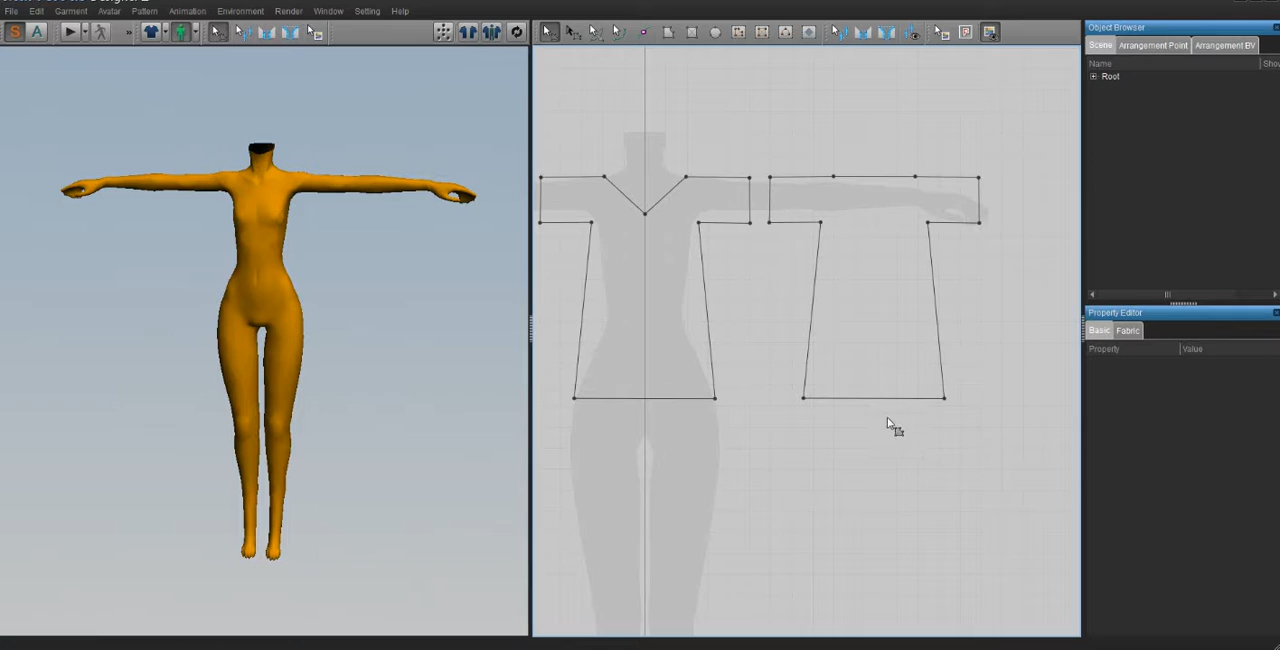 File Edit Garment Avatar Pattern Animation Environment Render Window Setting Help
S A
Object Browser
Scene Arrangement Point Arrangement BV
Name
Root
Property Editor
Basic Fabric
Property Value